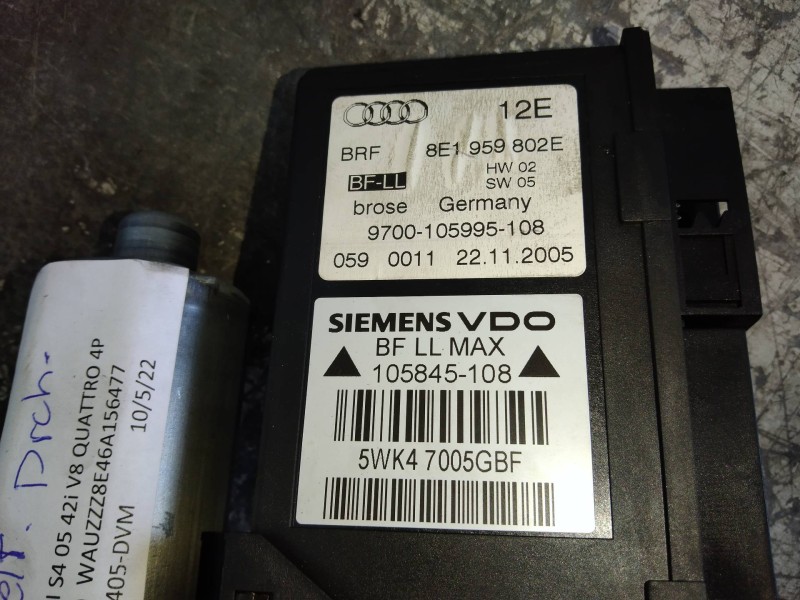 12E
BRF 8E1 959 802E
HW 02
BF-LL SW 05
brose Germany
9700-105995-108
059 0011 22.11.2005
SIEMENS VDO
BF LL MAX
105845-108
5WK4 7005GBF
S4 05 42i V8 QUATTRO 4P
WAUZZZ8E46A156477
405-DVM 10/5/22
Drch.